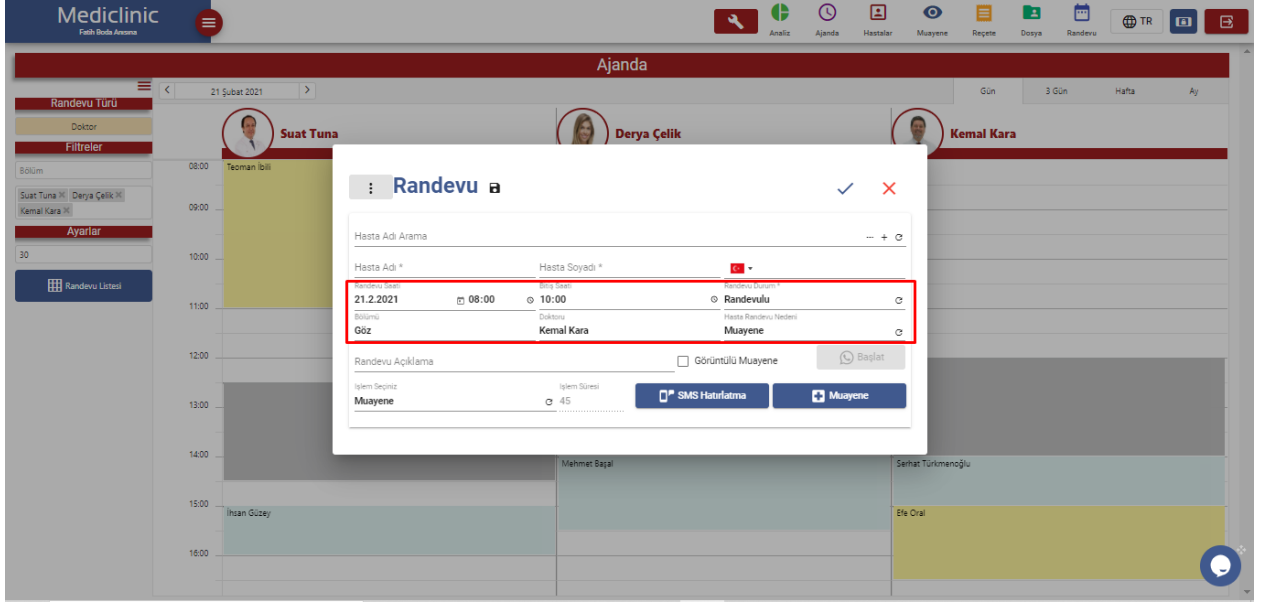 Mediclinic
Analiz
Ajanda
Hastalar
Muayene
Reçete
Dosya
Randevu
TR
Ajanda
Randevu Türü
Doktor
Filtreler
Bölüm
Suat Tuna
Derya Çelik
Kemal Kara
Ayarlar
30
Randevu Listesi
21 Şubat 2021
Gün
3 Gün
Hafta
Ay
Suat Tuna
Derya Çelik
Kemal Kara
08:00
09:00
10:00
11:00
12:00
13:00
14:00
15:00
16:00
Teoman İbili
Randevu
Hasta Adı Arama
Hasta Adı *
Hasta Soyadı *
Randevu Saati
Bitiş Saati
Randevu Durum *
21.2.2021
08:00
10:00
Randevulu
Bölümü
Doktoru
Hasta Randevu Nedeni
Göz
Kemal Kara
Muayene
Randevu Açıklama
Görüntülü Muayene
Başlat
İşlem Seçiniz
İşlem Süresi
Muayene
45
SMS Hatırlatma
Muayene
Mehmet Başal
Serhat Türkmenoğlu
İhsan Güzey
Efe Oral